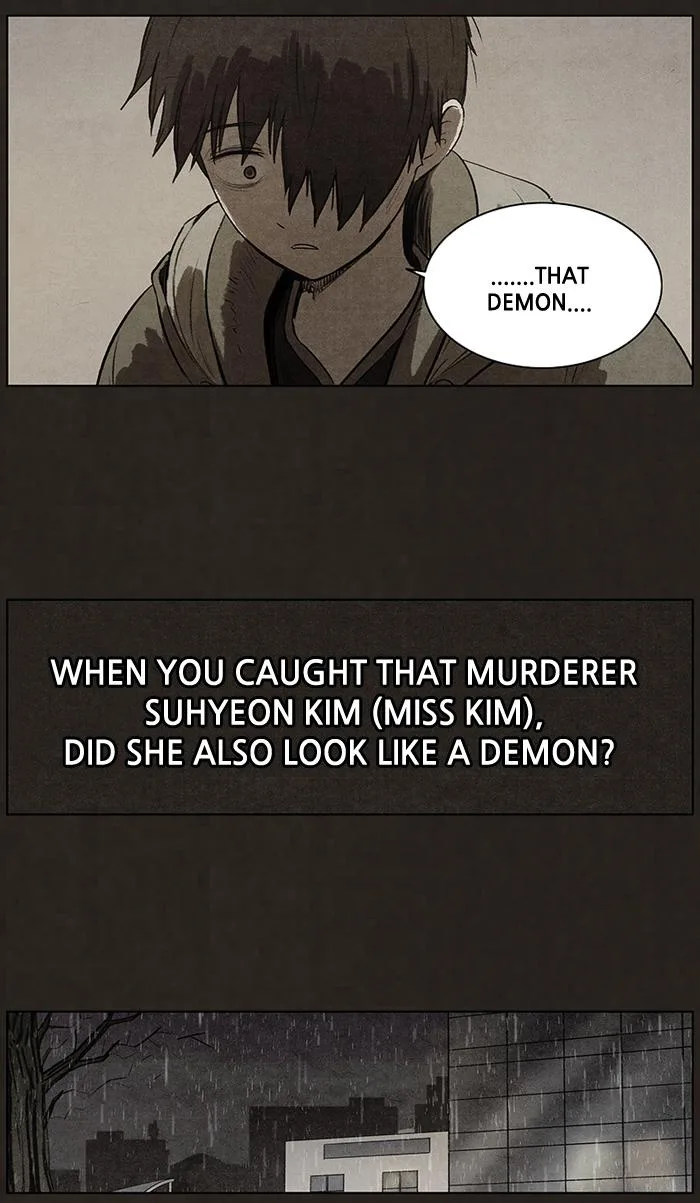 .......THAT
DEMON....
WHEN YOU CAUGHT THAT MURDERER
SUHYEON KIM (MISS KIM),
DID SHE ALSO LOOK LIKE A DEMON?